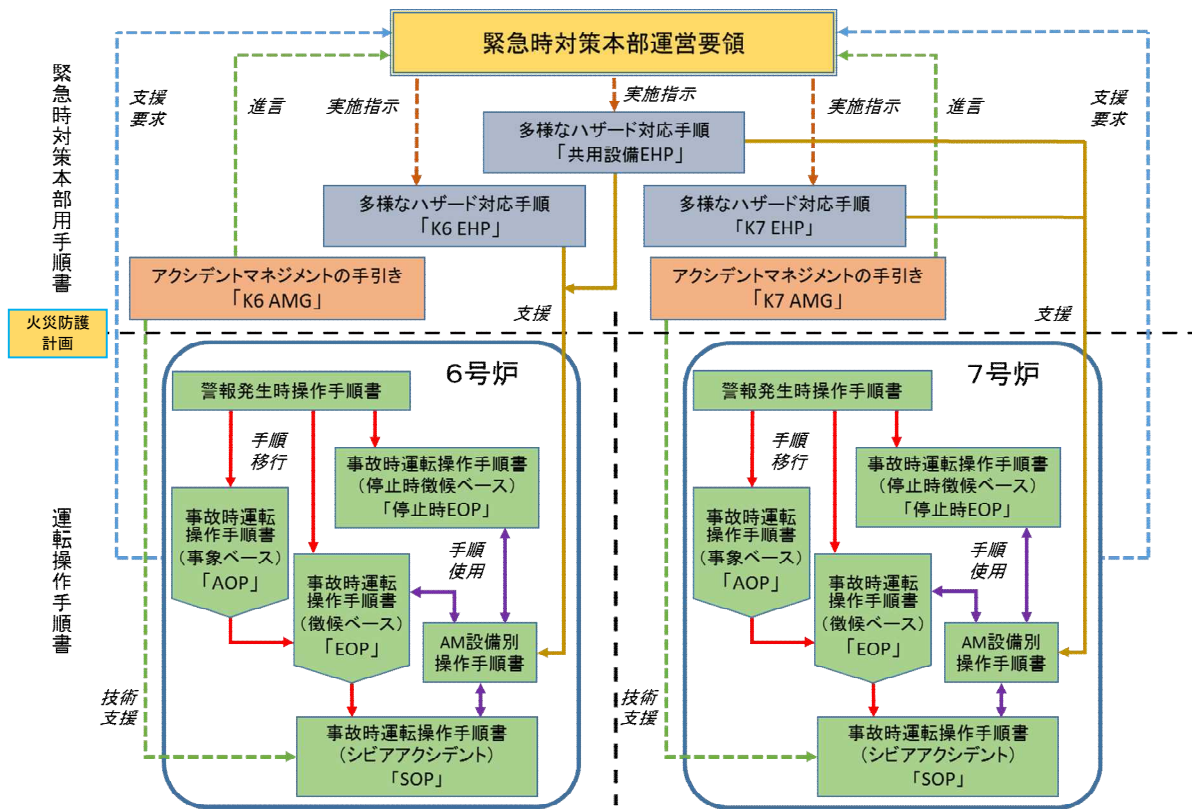 緊急時対策本部運営要領
緊急時対策本部用手順書
支援
要求
進言
実施指示
実施指示
実施指示
進言
支援
要求
多様なハザード対応手順
「共用設備EHP」
多様なハザード対応手順
「K6 EHP」
多様なハザード対応手順
「K7 EHP」
アクシデントマネジメントの手引き
「K6 AMG」
アクシデントマネジメントの手引き
「K7 AMG」
支援
支援
火災防護
計画
運転操作手順書
6号炉
警報発生時操作手順書
手順
移行
事故時運転操作手順書
（停止時徴候ベース）
「停止時EOP」
事故時運転
操作手順書
（事象ベース）
「AOP」
手順
使用
事故時運転
操作手順書
（徴候ベース）
「EOP」
AM設備別
操作手順書
技術
支援
事故時運転操作手順書
（シビアアクシデント）
「SOP」
7号炉
警報発生時操作手順書
手順
移行
事故時運転操作手順書
（停止時徴候ベース）
「停止時EOP」
事故時運転
操作手順書
（事象ベース）
「AOP」
手順
使用
事故時運転
操作手順書
（徴候ベース）
「EOP」
AM設備別
操作手順書
技術
支援
事故時運転操作手順書
（シビアアクシデント）
「SOP」